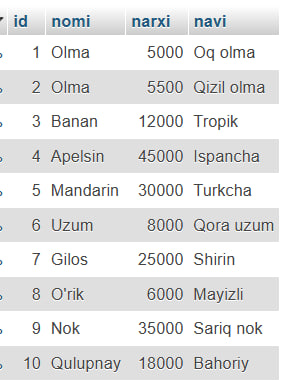 id nomi narxi navi
1 Olma 5000 Oq olma
2 Olma 5500 Qizil olma
3 Banan 12000 Tropik
4 Apelsin 45000 Ispancha
5 Mandarin 30000 Turkcha
6 Uzum 8000 Qora uzum
7 Gilos 25000 Shirin
8 O'rik 6000 Mayizli
9 Nok 35000 Sariq nok
10 Qulupnay 18000 Bahoriy